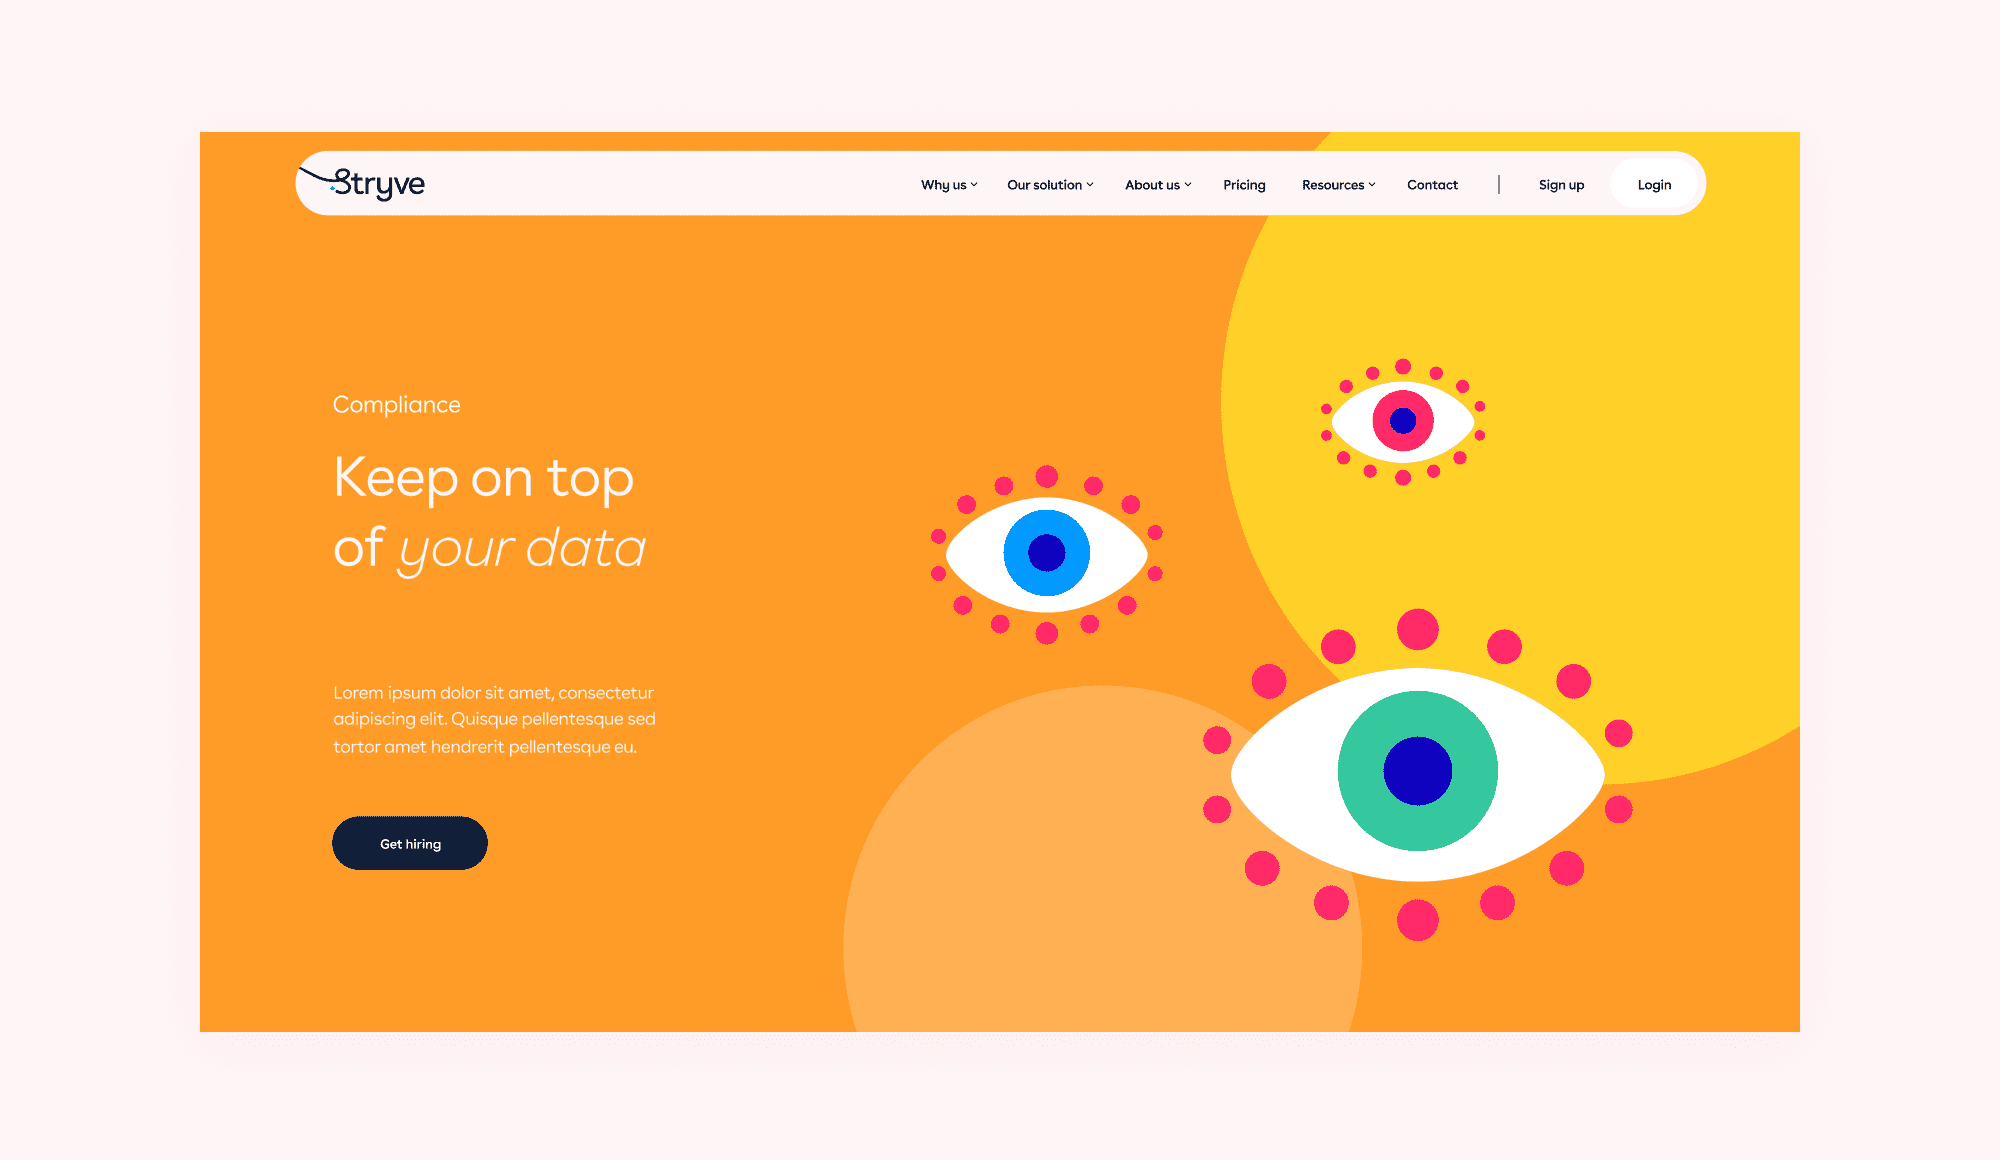 Stryve
Why us
Our solution
About us
Pricing
Resources
Contact
Sign up
Login
Compliance
Keep on top
of your data
Lorem ipsum dolor sit amet, consectetur
adipiscing elit. Quisque pellentesque sed
tortor amet hendrerit pellentesque eu.
Get hiring